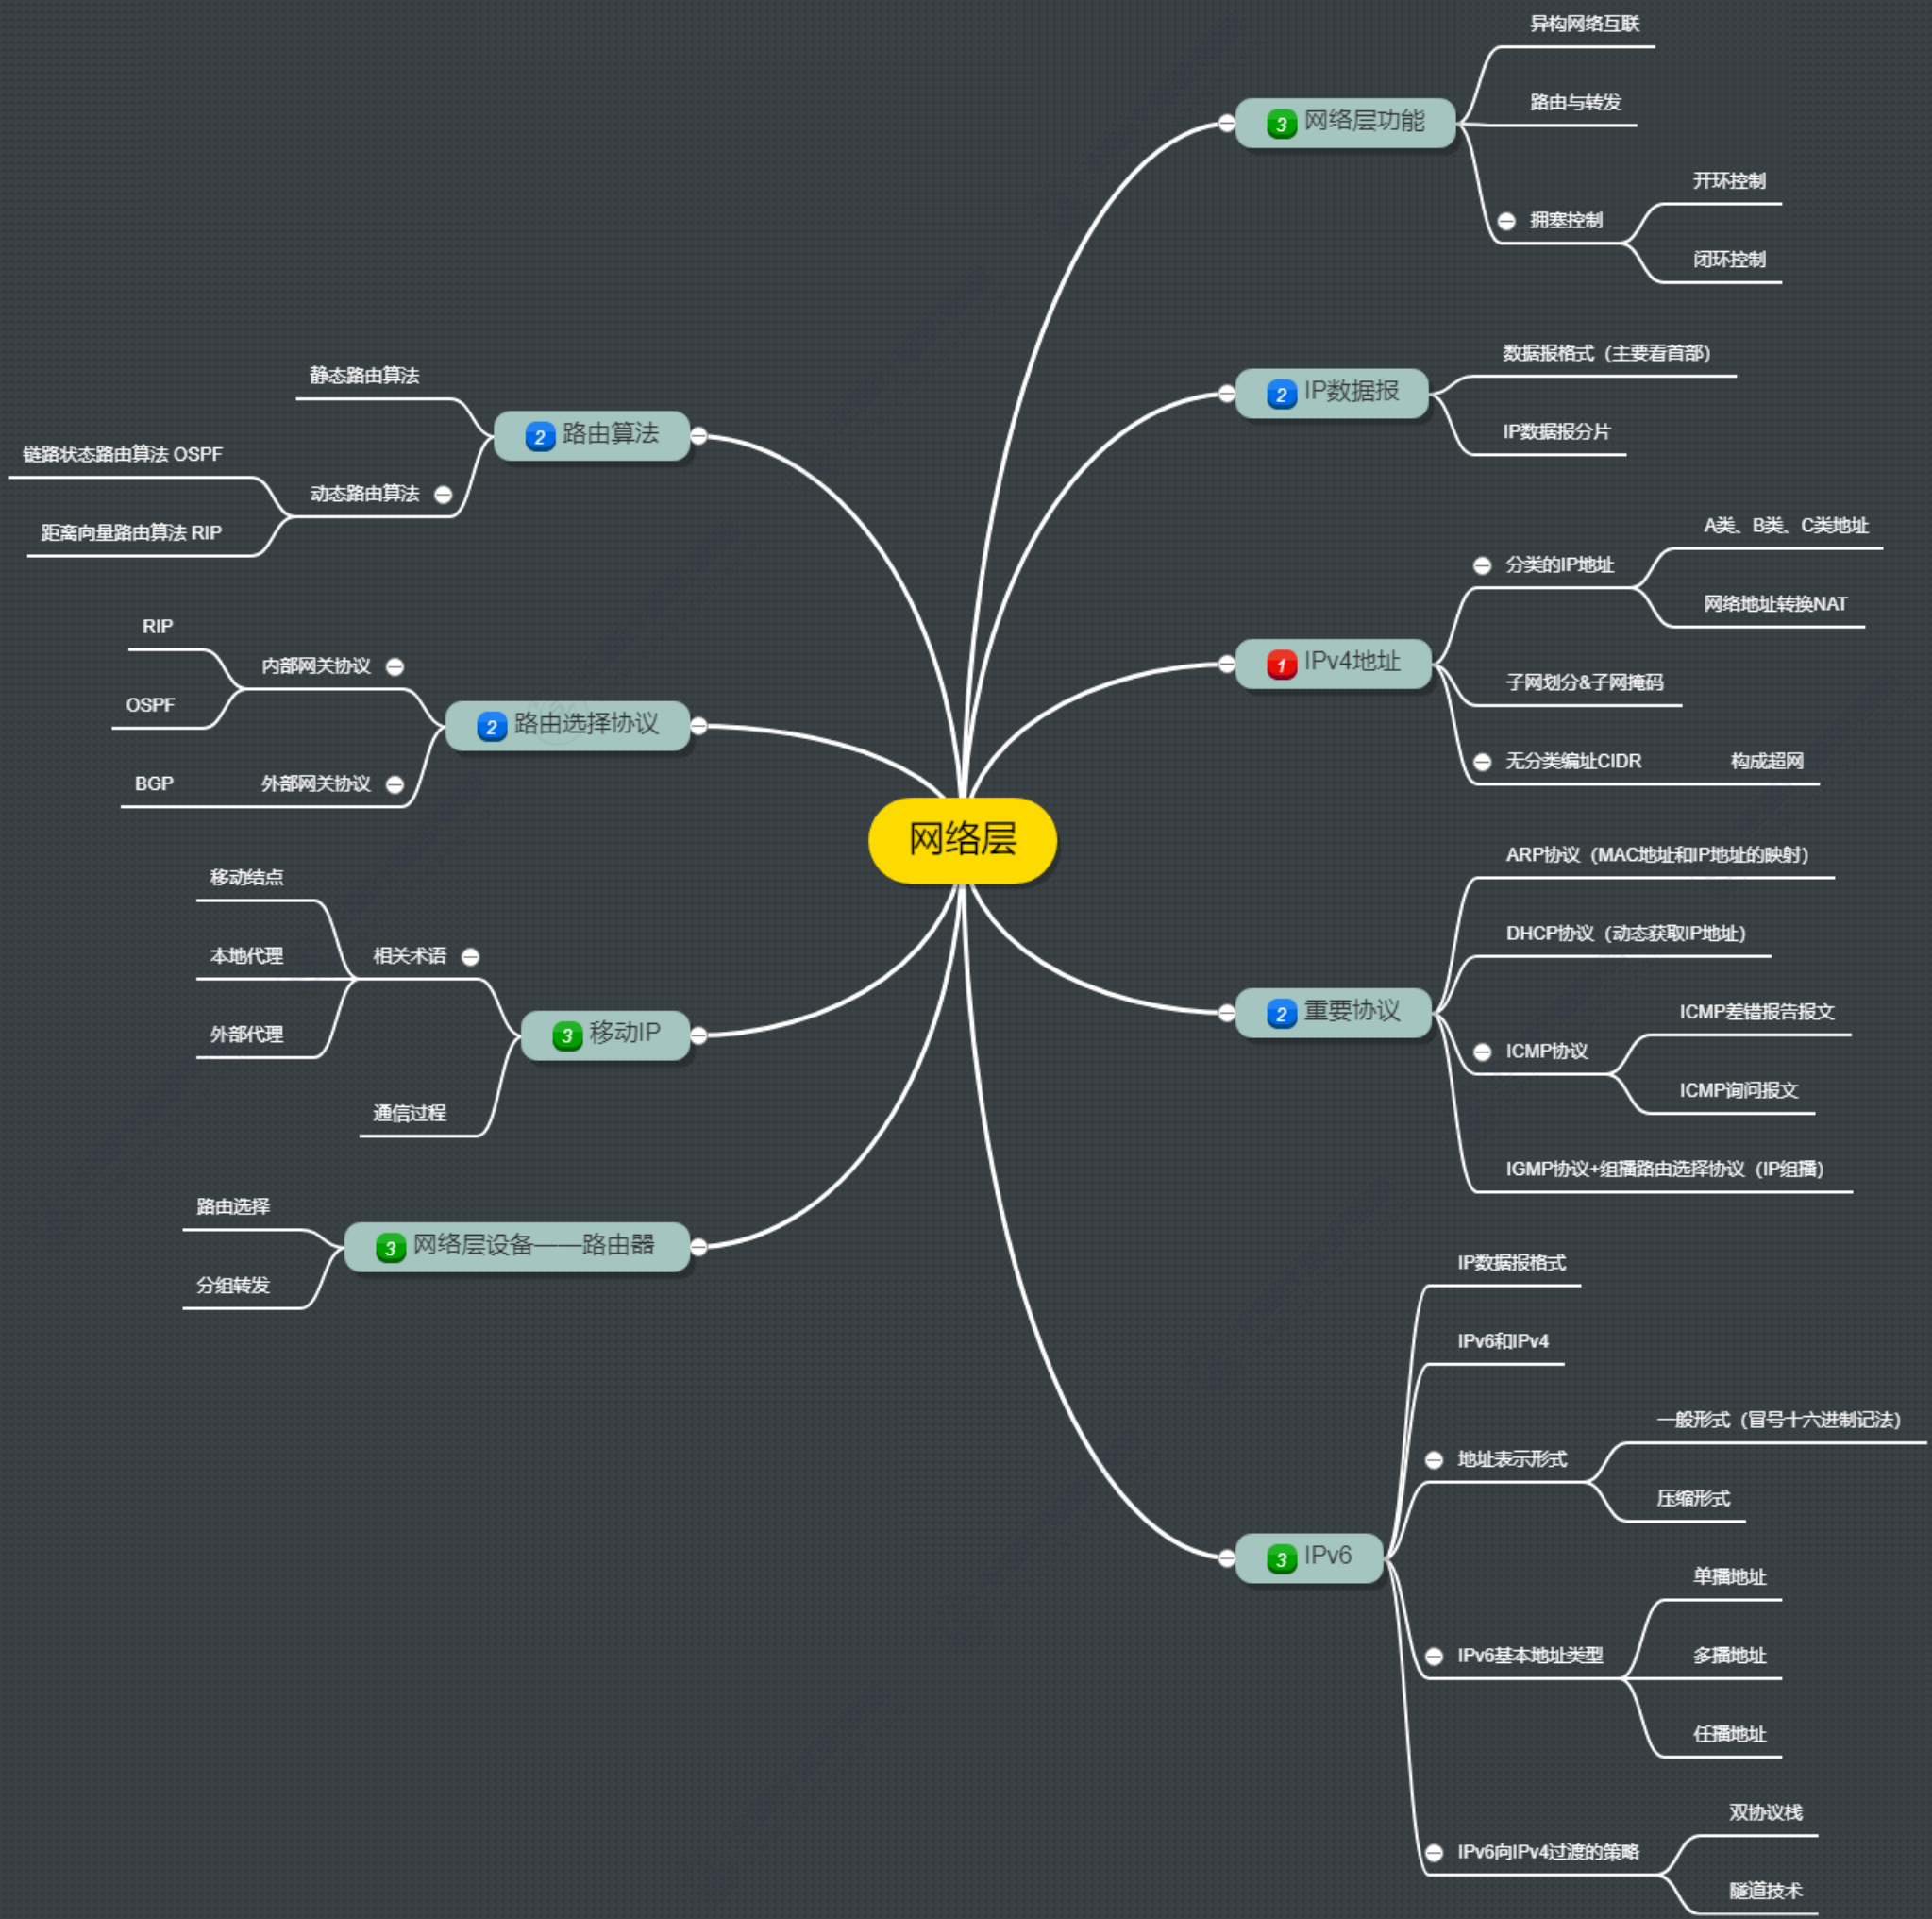 网络层
3 网络层功能
异构网络互联
路由与转发
拥塞控制
开环控制
闭环控制
2 IP数据报
数据报格式（主要看首部）
IP数据报分片
1 IPv4地址
分类的IP地址
A类、B类、C类地址
网络地址转换NAT
子网划分&子网掩码
无分类编址CIDR
构成超网
2 重要协议
ARP协议（MAC地址和IP地址的映射）
DHCP协议（动态获取IP地址）
ICMP协议
ICMP差错报告报文
ICMP询问报文
IGMP协议+组播路由选择协议（IP组播）
3 IPv6
IP数据报格式
IPv6和IPv4
地址表示形式
一般形式（冒号十六进制记法）
压缩形式
IPv6基本地址类型
单播地址
多播地址
任播地址
IPv6向IPv4过渡的策略
双协议栈
隧道技术
2 路由算法
静态路由算法
动态路由算法
链路状态路由算法 OSPF
距离向量路由算法 RIP
2 路由选择协议
内部网关协议
RIP
OSPF
外部网关协议
BGP
3 移动IP
相关术语
移动结点
本地代理
外部代理
通信过程
3 网络层设备——路由器
路由选择
分组转发